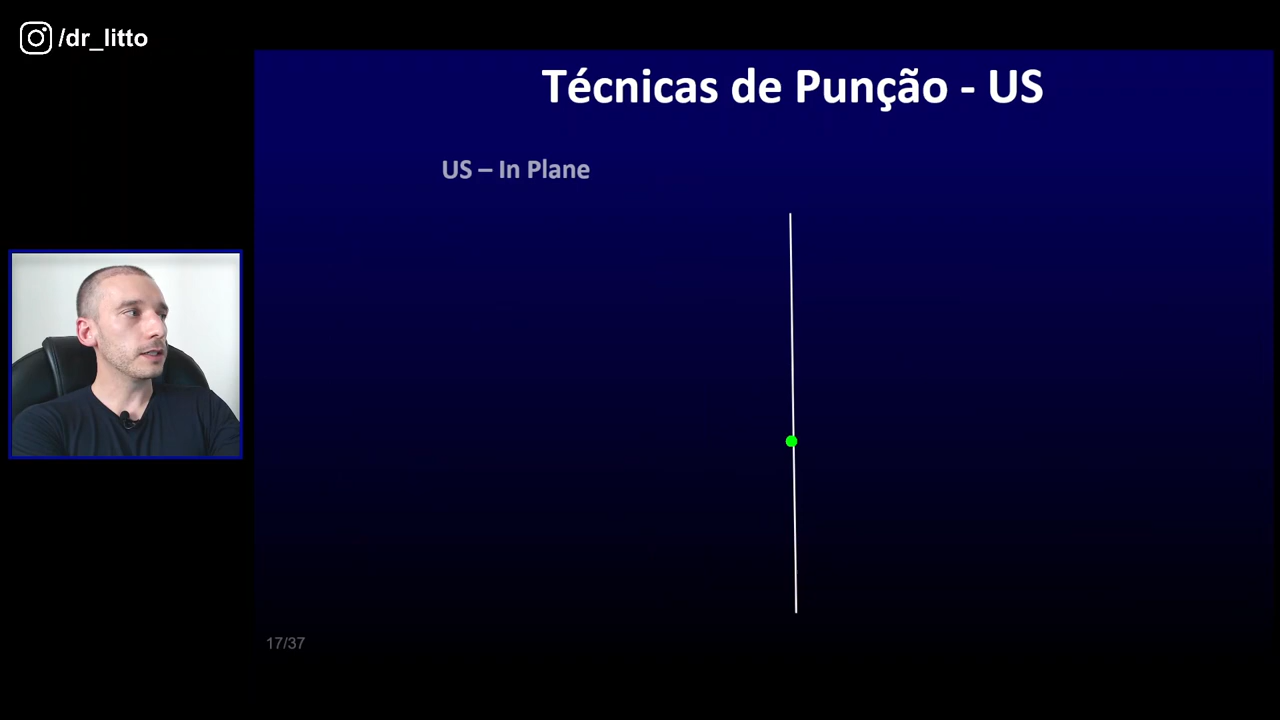 /dr_litto
Técnicas de Punção - US
US – In Plane
17/37